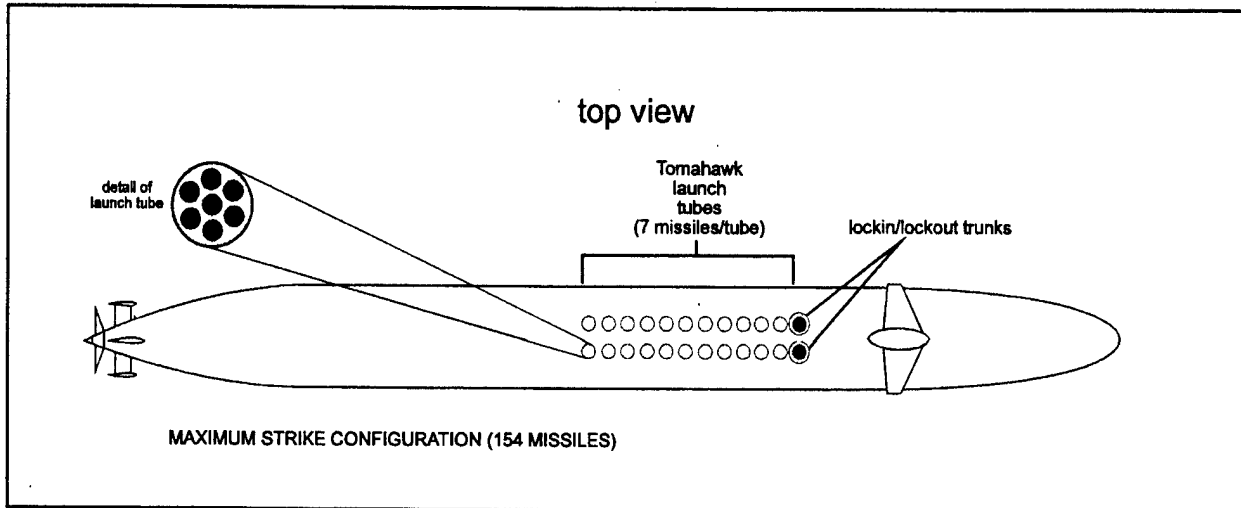 top view
detail of
launch tube
Tomahawk
launch
tubes
(7 missiles/tube)
lockin/lockout trunks
MAXIMUM STRIKE CONFIGURATION (154 MISSILES)